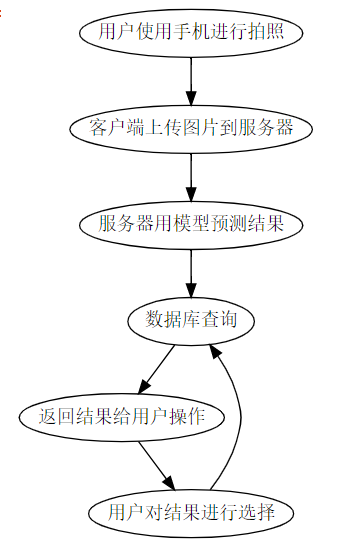 用户使用手机进行拍照
客户端上传图片到服务器
服务器用模型预测结果
数据库查询
返回结果给用户操作
用户对结果进行选择